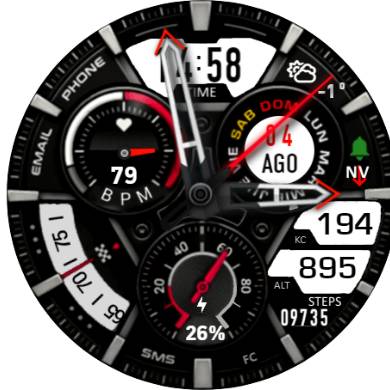 :58
TIME
PHONE
EMAIL
-1°
SAB
DOM
LUN
04
AGO
79
BPM
NV
194
KC
895
ALT
STEPS
09735
75
70
65
20
40
60
80
26%
SMS
FC